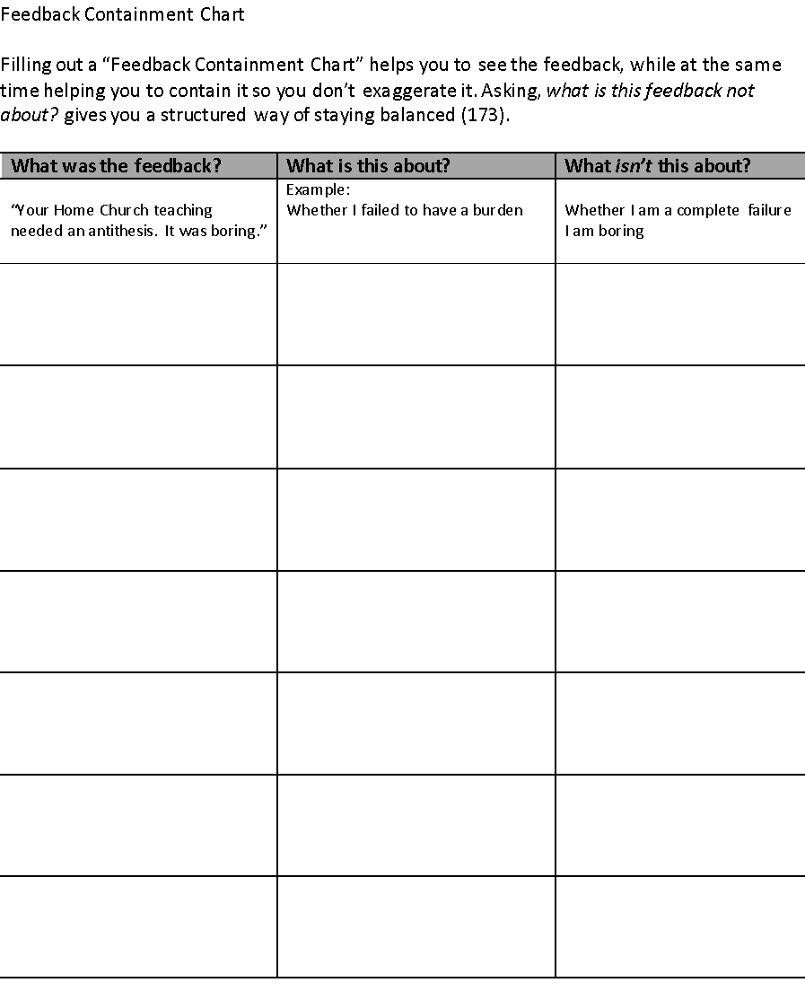 Feedback Containment Chart
Filling out a “Feedback Containment Chart” helps you to see the feedback, while at the same
time helping you to contain it so you don’t exaggerate it. Asking, what is this feedback not
about? gives you a structured way of staying balanced (173).
What was the feedback?
What is this about?
What isn’t this about?
“Your Home Church teaching
needed an antithesis. It was boring.”
Example:
Whether I failed to have a burden
Whether I am a complete failure
I am boring